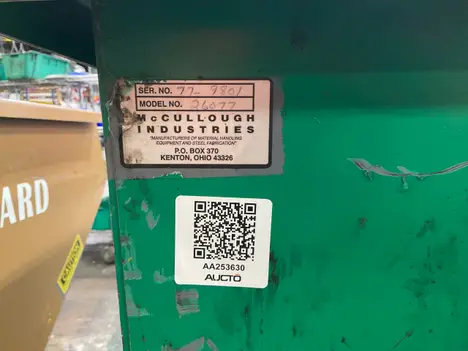 SER. NO. 77-9801
MODEL NO. 26077
McCULLOUGH
INDUSTRIES
"MANUFACTURERS OF MATERIAL HANDLING
EQUIPMENT AND STEEL FABRICATION"
P.O. BOX 370
KENTON, OHIO 43326
AA253630
AUCTO
ARD